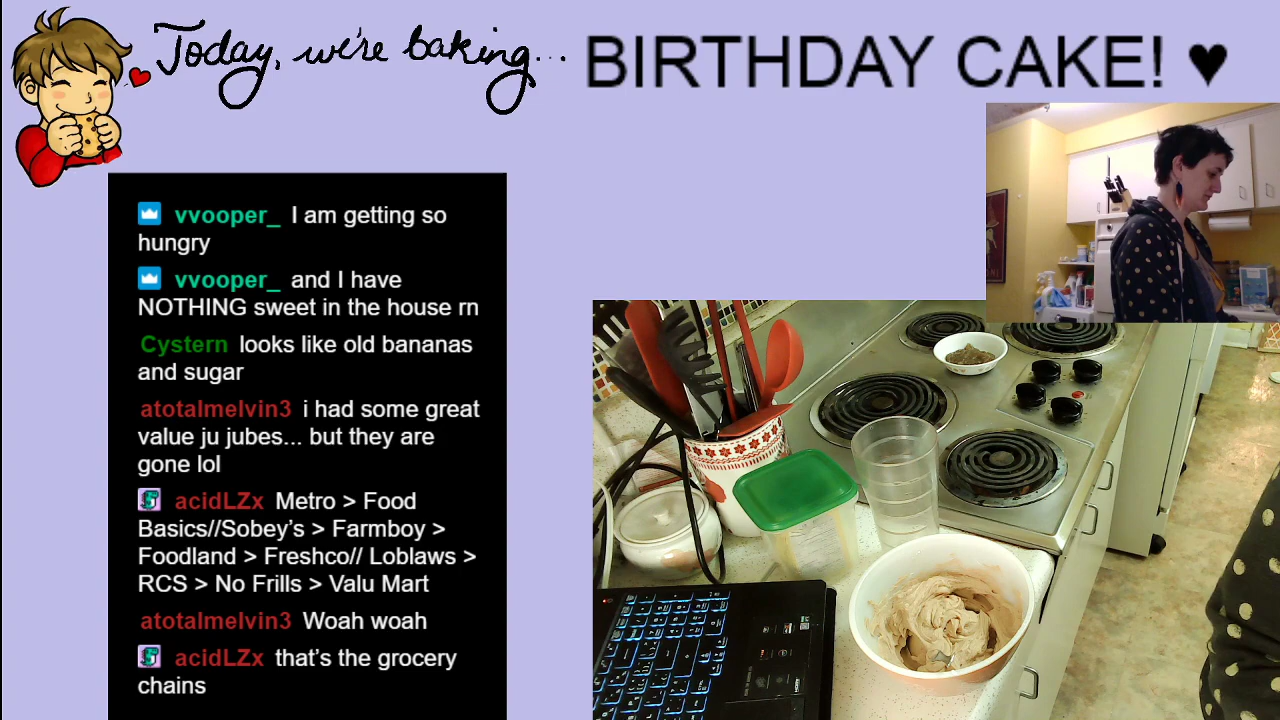 Today, we're baking... BIRTHDAY CAKE! ♥
vvooper_ I am getting so
hungry
vvooper_ and I have
NOTHING sweet in the house rn
Cystern looks like old bananas
and sugar
atotalmelvin3 i had some great
value ju jubes... but they are
gone lol
acidLZx Metro > Food
Basics//Sobey's > Farmboy >
Foodland > Freshco// Loblaws >
RCS > No Frills > Valu Mart
atotalmelvin3 Woah woah
acidLZx that's the grocery
chains